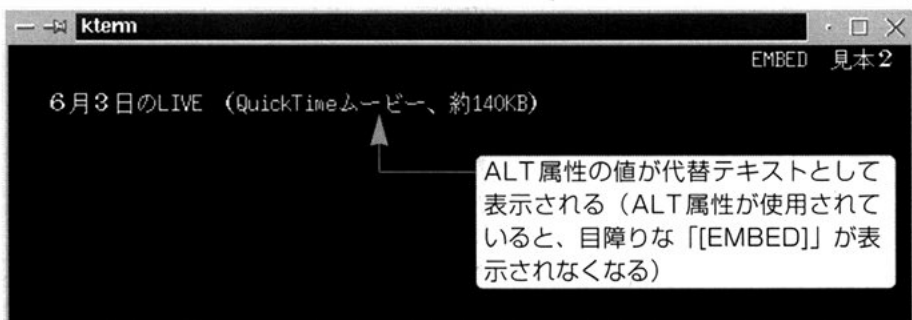 kterm
EMBED 見本2
6月3日のLIVE (QuickTimeムービー、約140KB)
ALT属性の値が代替テキストとして
表示される（ALT属性が使用されて
いると、目障りな「[EMBED]」が表
示されなくなる）